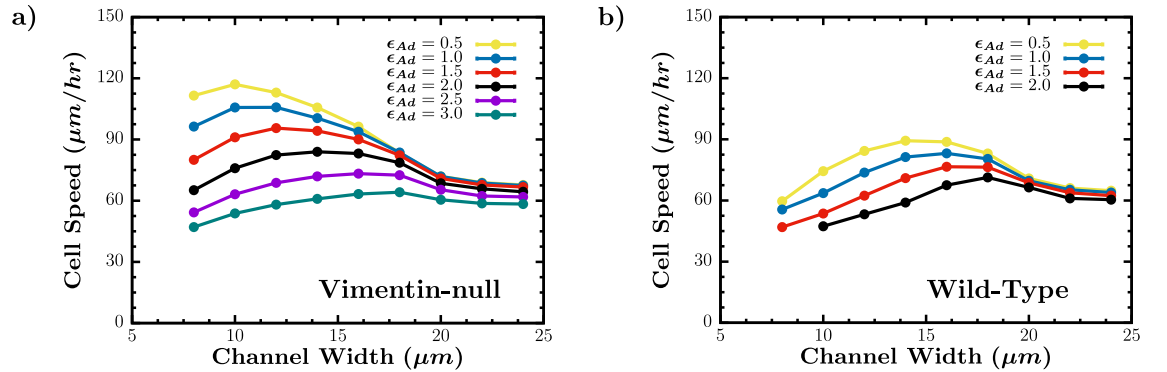 a)
Cell Speed (μm/hr)
150
120
90
60
30
0
ϵAd = 0.5
ϵAd = 1.0
ϵAd = 1.5
ϵAd = 2.0
ϵAd = 2.5
ϵAd = 3.0
Vimentin-null
5 10 15 20 25
Channel Width (μm)
b)
Cell Speed (μm/hr)
150
120
90
60
30
0
ϵAd = 0.5
ϵAd = 1.0
ϵAd = 1.5
ϵAd = 2.0
Wild-Type
5 10 15 20 25
Channel Width (μm)